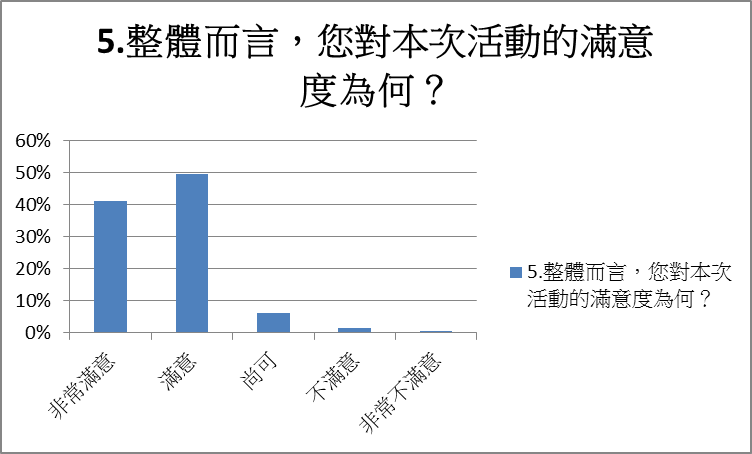 5.整體而言，您對本次活動的滿意
度為何？
60%
50%
40%
30%
20%
10%
0%
非常滿意
滿意
尚可
不滿意
非常不滿意
5.整體而言，您對本次
活動的滿意度為何？